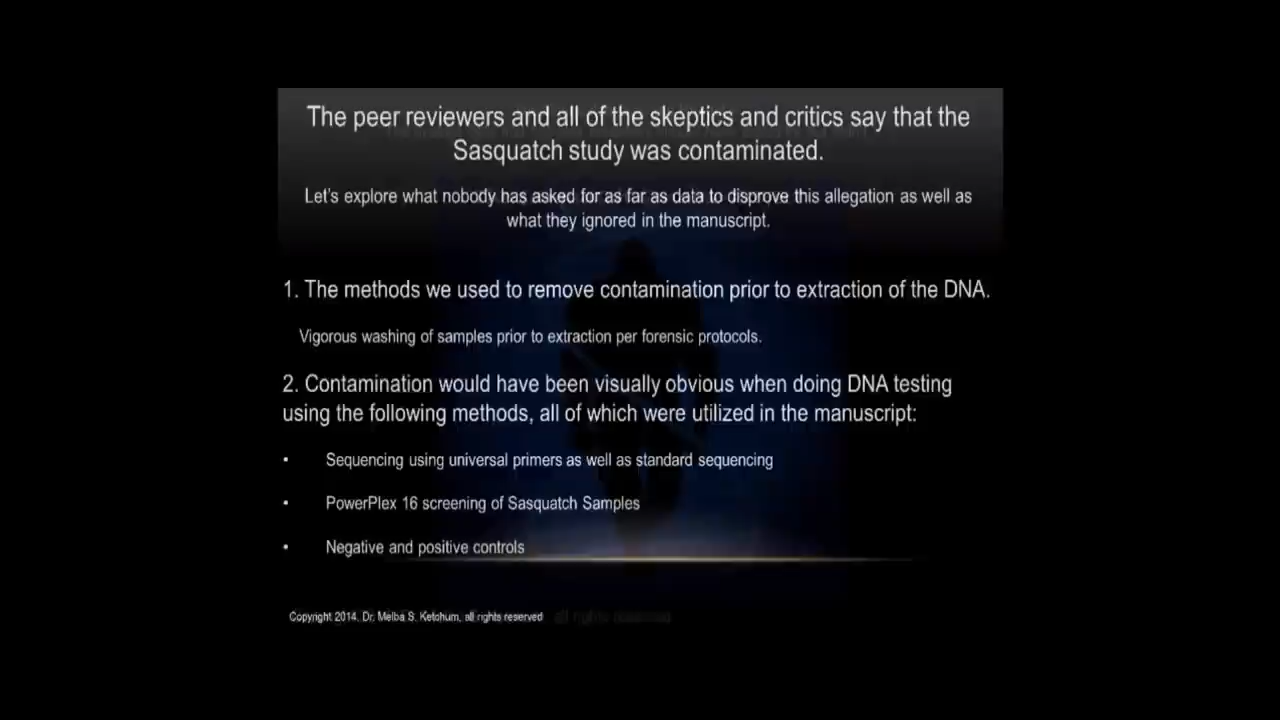 The peer reviewers and all of the skeptics and critics say that the
Sasquatch study was contaminated.
Let's explore what nobody has asked for as far as data to disprove this allegation as well as
what they ignored in the manuscript.
1. The methods we used to remove contamination prior to extraction of the DNA.
Vigorous washing of samples prior to extraction per forensic protocols.
2. Contamination would have been visually obvious when doing DNA testing
using the following methods, all of which were utilized in the manuscript:
• Sequencing using universal primers as well as standard sequencing
• PowerPlex 16 screening of Sasquatch Samples
• Negative and positive controls
Copyright 2014, Dr. Melba S. Ketchum, all rights reserved
all rights reserved